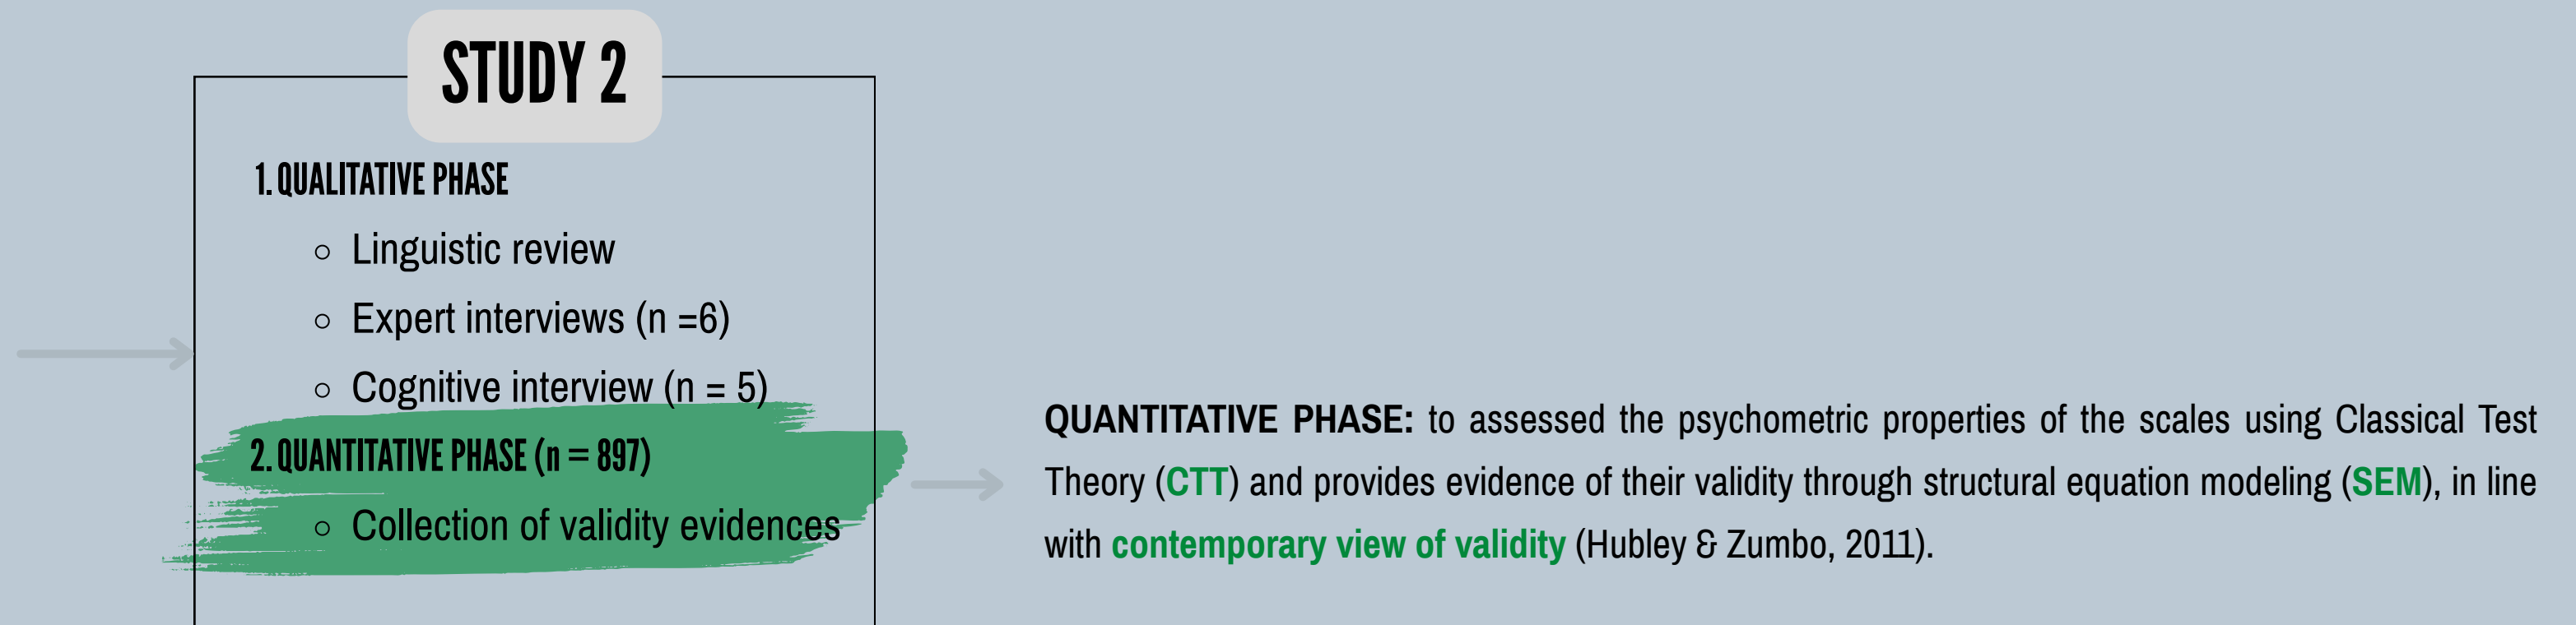 STUDY 2
1. QUALITATIVE PHASE
Linguistic review
Expert interviews (n =6)
Cognitive interview (n = 5)
2. QUANTITATIVE PHASE (n = 897)
Collection of validity evidences
QUANTITATIVE PHASE: to assessed the psychometric properties of the scales using Classical Test
Theory (CTT) and provides evidence of their validity through structural equation modeling (SEM), in line
with contemporary view of validity (Hubley & Zumbo, 2011).